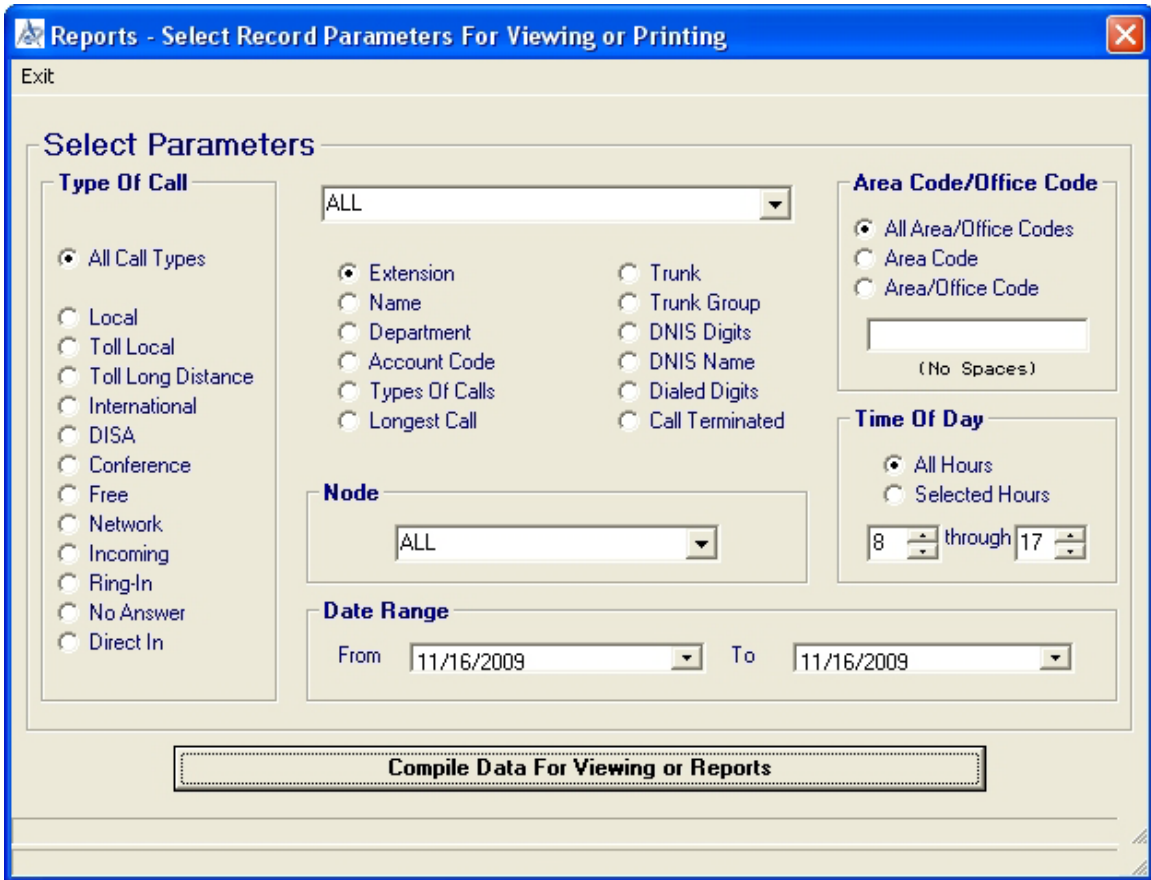 Reports - Select Record Parameters For Viewing or Printing
Exit
Select Parameters
Type Of Call
All Call Types
Local
Toll Local
Toll Long Distance
International
DISA
Conference
Free
Network
Incoming
Ring-In
No Answer
Direct In
ALL
Extension
Name
Department
Account Code
Types Of Calls
Longest Call
Trunk
Trunk Group
DNIS Digits
DNIS Name
Dialed Digits
Call Terminated
Area Code/Office Code
All Area/Office Codes
Area Code
Area/Office Code
(No Spaces)
Time Of Day
All Hours
Selected Hours
8 through 17
Node
ALL
Date Range
From 11/16/2009 To 11/16/2009
Compile Data For Viewing or Reports